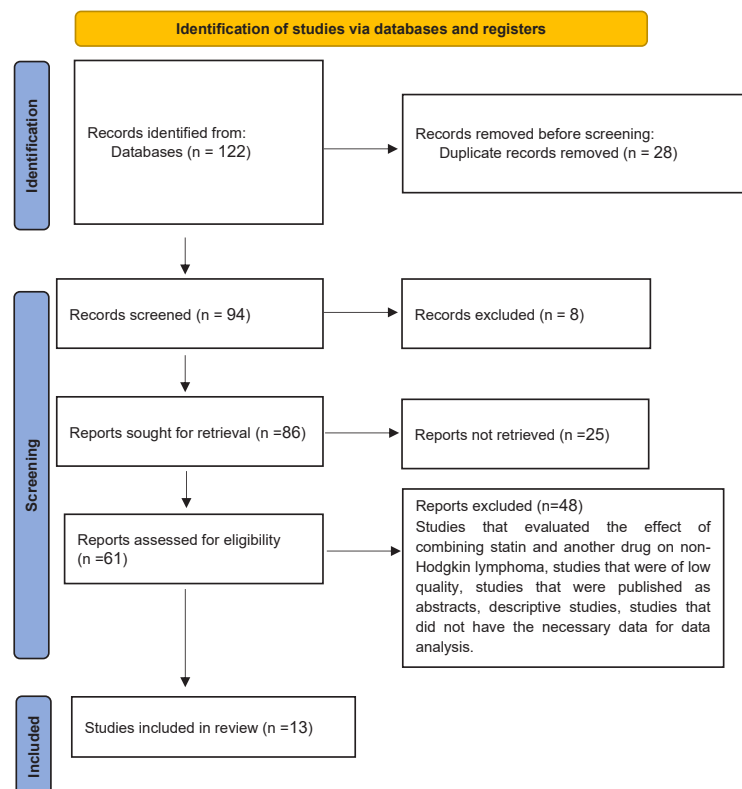 Identification of studies via databases and registers
Identification
Records identified from:
Databases (n = 122)
Records removed before screening:
Duplicate records removed (n = 28)
Screening
Records screened (n = 94)
Records excluded (n = 8)
Reports sought for retrieval (n =86)
Reports not retrieved (n =25)
Reports assessed for eligibility
(n =61)
Reports excluded (n=48)
Studies that evaluated the effect of
combining statin and another drug on non-
Hodgkin lymphoma, studies that were of low
quality, studies that were published as
abstracts, descriptive studies, studies that
did not have the necessary data for data
analysis.
Included
Studies included in review (n =13)